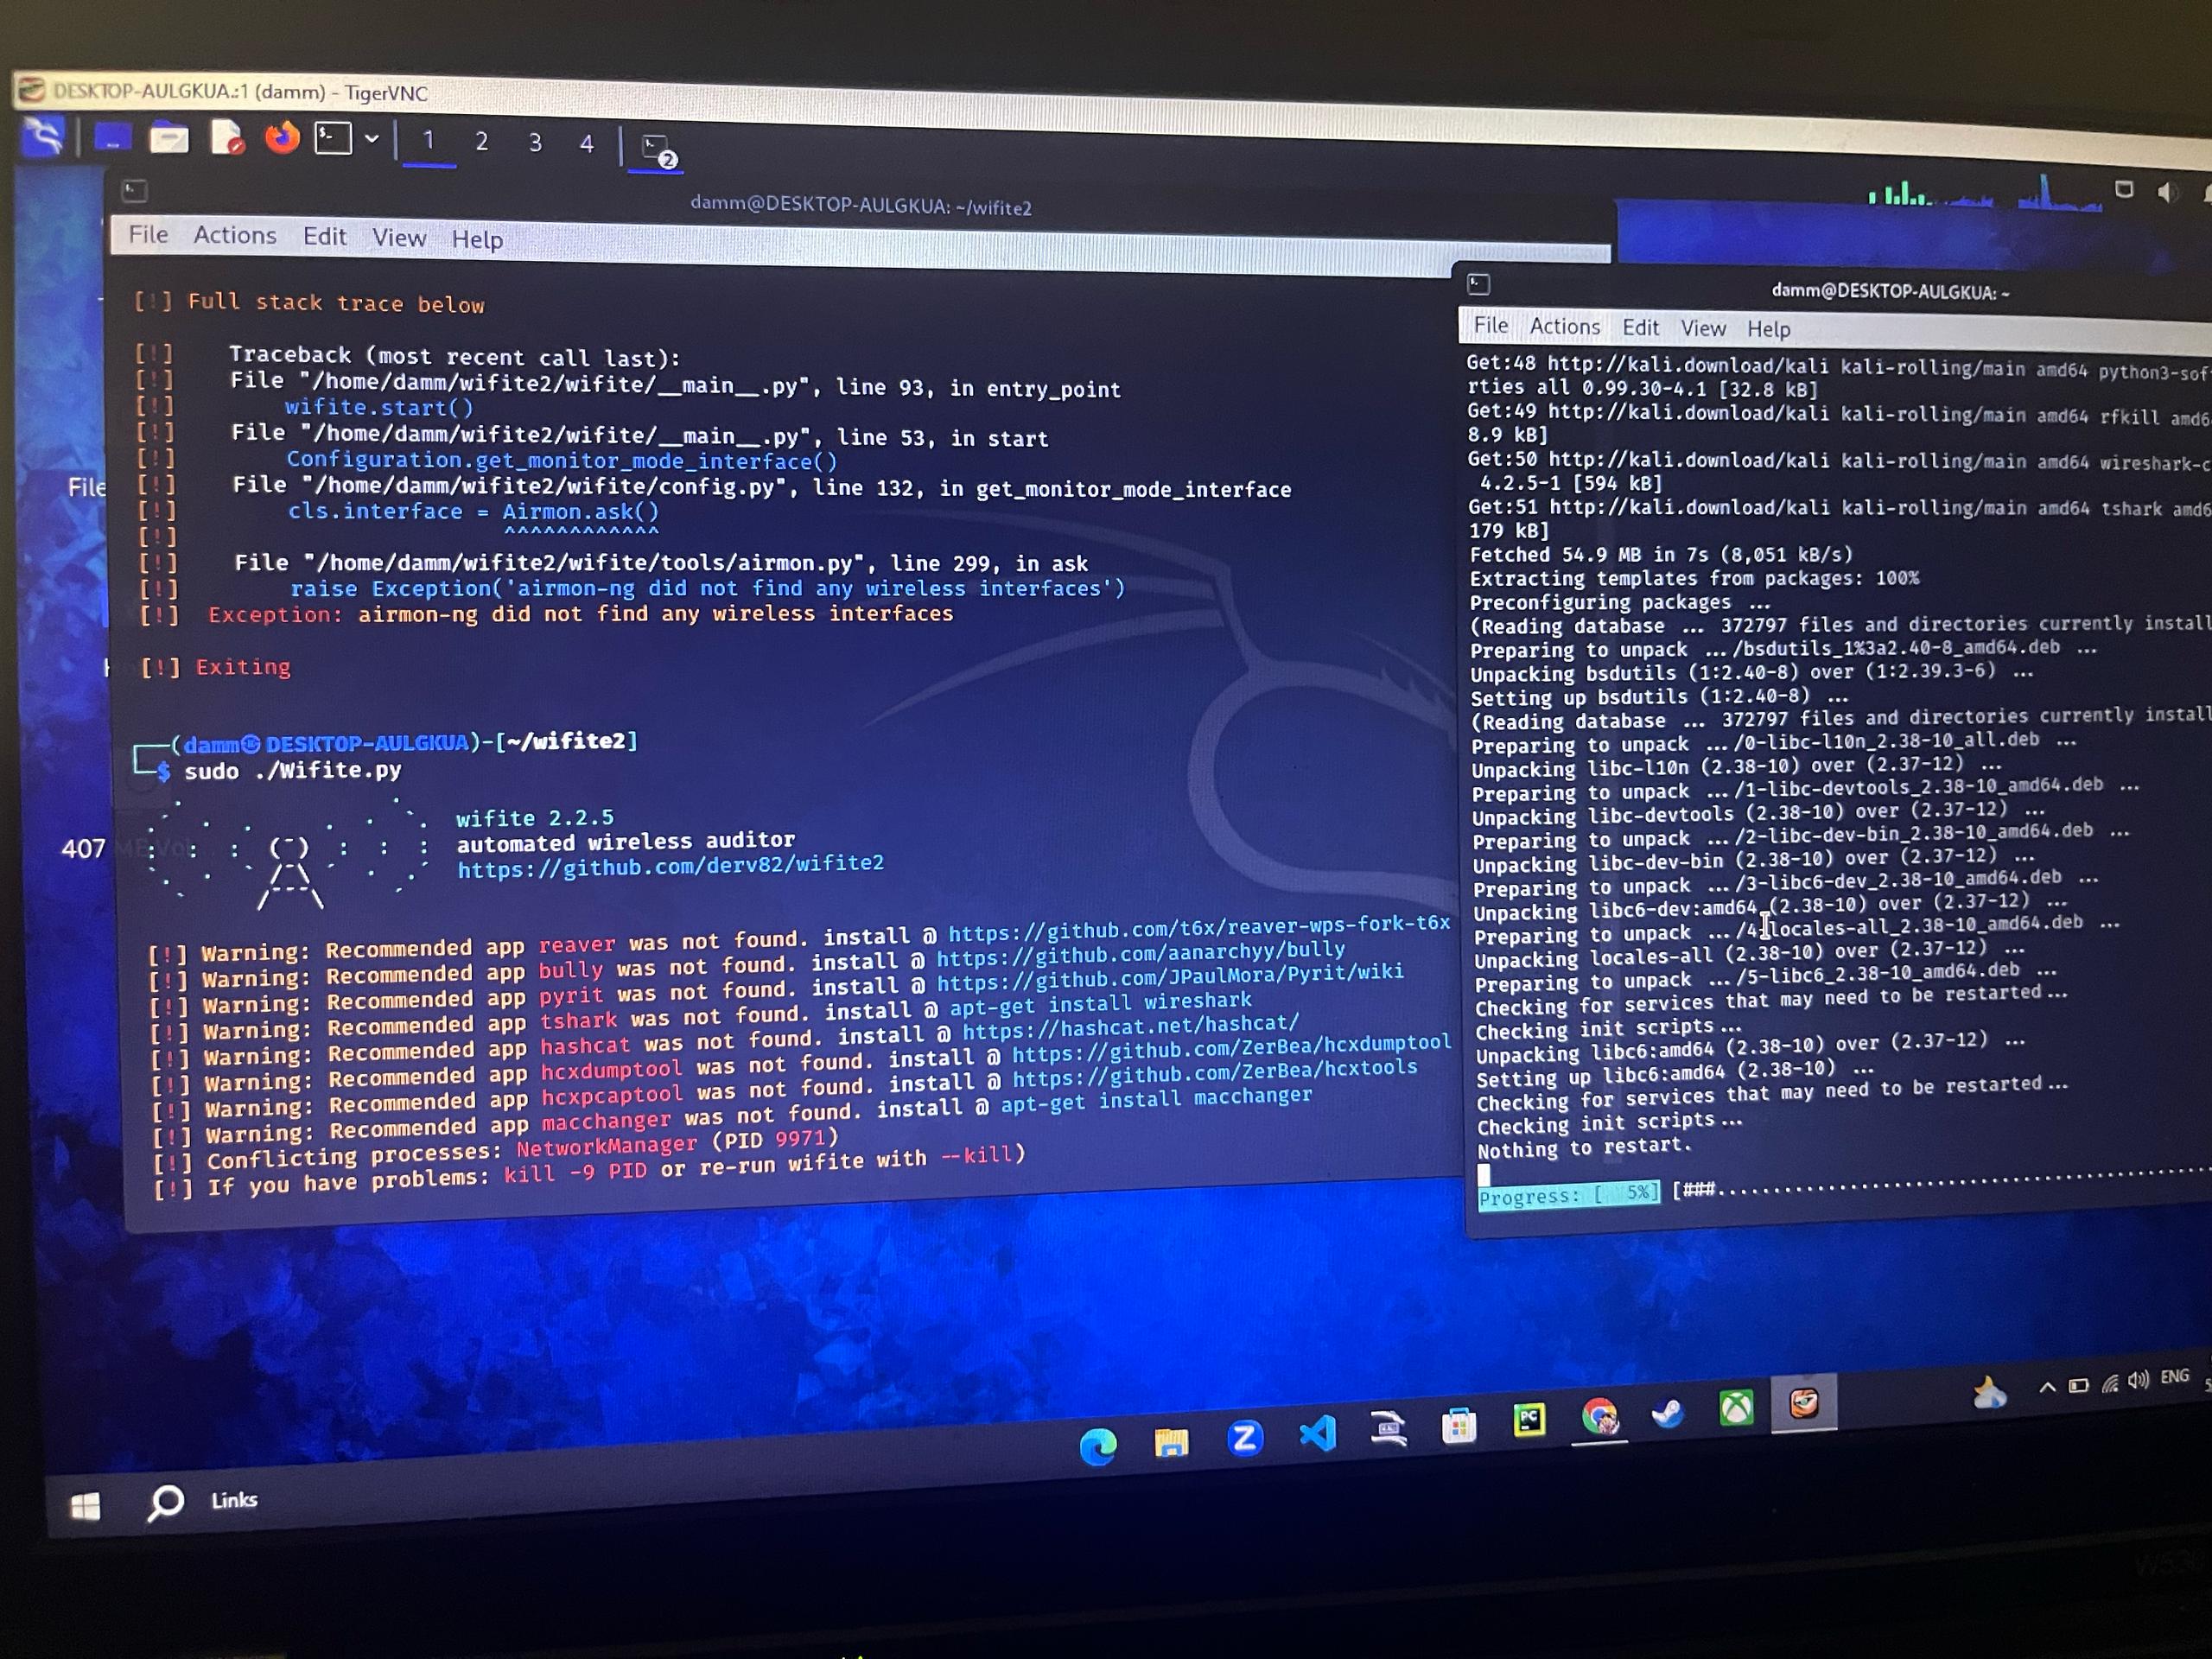 DESKTOP-AULGKUA.:1 (damm) - TigerVNC
1 2 3 4
2
damm@DESKTOP-AULGKUA: ~/wifite2
File Actions Edit View Help
[!] Full stack trace below
[!] Traceback (most recent call last):
[!] File "/home/damm/wifite2/wifite/__main__.py", line 93, in entry_point
[!] wifite.start()
[!] File "/home/damm/wifite2/wifite/__main__.py", line 53, in start
[!] Configuration.get_monitor_mode_interface()
[!] File "/home/damm/wifite2/wifite/config.py", line 132, in get_monitor_mode_interface
[!] cls.interface = Airmon.ask()
[!] ^^^^^^^^^^^^
[!] File "/home/damm/wifite2/wifite/tools/airmon.py", line 299, in ask
[!] raise Exception('airmon-ng did not find any wireless interfaces')
[!] Exception: airmon-ng did not find any wireless interfaces
[!] Exiting
File
407
┌──(damm㉿DESKTOP-AULGKUA)-[~/wifite2]
└─$ sudo ./Wifite.py
wifite 2.2.5
automated wireless auditor
https://github.com/derv82/wifite2
[!] Warning: Recommended app reaver was not found. install @ https://github.com/t6x/reaver-wps-fork-t6x
[!] Warning: Recommended app bully was not found. install @ https://github.com/aanarchyy/bully
[!] Warning: Recommended app pyrit was not found. install @ https://github.com/JPaulMora/Pyrit/wiki
[!] Warning: Recommended app tshark was not found. install @ apt-get install wireshark
[!] Warning: Recommended app hashcat was not found. install @ https://hashcat.net/hashcat/
[!] Warning: Recommended app hcxdumptool was not found. install @ https://github.com/ZerBea/hcxdumptool
[!] Warning: Recommended app hcxpcaptool was not found. install @ https://github.com/ZerBea/hcxtools
[!] Warning: Recommended app macchanger was not found. install @ apt-get install macchanger
[!] Conflicting processes: NetworkManager (PID 9971)
[!] If you have problems: kill -9 PID or re-run wifite with --kill)
damm@DESKTOP-AULGKUA: ~
File Actions Edit View Help
Get:48 http://kali.download/kali kali-rolling/main amd64 python3-sof
rties all 0.99.30-4.1 [32.8 kB]
Get:49 http://kali.download/kali kali-rolling/main amd64 rfkill amd6
8.9 kB]
Get:50 http://kali.download/kali kali-rolling/main amd64 wireshark-c
4.2.5-1 [594 kB]
Get:51 http://kali.download/kali kali-rolling/main amd64 tshark amd6
179 kB]
Fetched 54.9 MB in 7s (8,051 kB/s)
Extracting templates from packages: 100%
Preconfiguring packages ...
(Reading database ... 372797 files and directories currently install
Preparing to unpack .../bsdutils_1%3a2.40-8_amd64.deb ...
Unpacking bsdutils (1:2.40-8) over (1:2.39.3-6) ...
Setting up bsdutils (1:2.40-8) ...
(Reading database ... 372797 files and directories currently install
Preparing to unpack .../0-libc-l10n_2.38-10_all.deb ...
Unpacking libc-l10n (2.38-10) over (2.37-12) ...
Preparing to unpack .../1-libc-devtools_2.38-10_amd64.deb ...
Unpacking libc-devtools (2.38-10) over (2.37-12) ...
Preparing to unpack .../2-libc-dev-bin_2.38-10_amd64.deb ...
Unpacking libc-dev-bin (2.38-10) over (2.37-12) ...
Preparing to unpack .../3-libc6-dev_2.38-10_amd64.deb ...
Unpacking libc6-dev:amd64 (2.38-10) over (2.37-12) ...
Preparing to unpack .../4-locales-all_2.38-10_amd64.deb ...
Unpacking locales-all (2.38-10) over (2.37-12) ...
Preparing to unpack .../5-libc6_2.38-10_amd64.deb ...
Checking for services that may need to be restarted...
Checking init scripts...
Unpacking libc6:amd64 (2.38-10) over (2.37-12) ...
Setting up libc6:amd64 (2.38-10) ...
Checking for services that may need to be restarted...
Checking init scripts...
Nothing to restart.
Progress: [ 5%] [###.......................................
Links
Z
PC
ENG